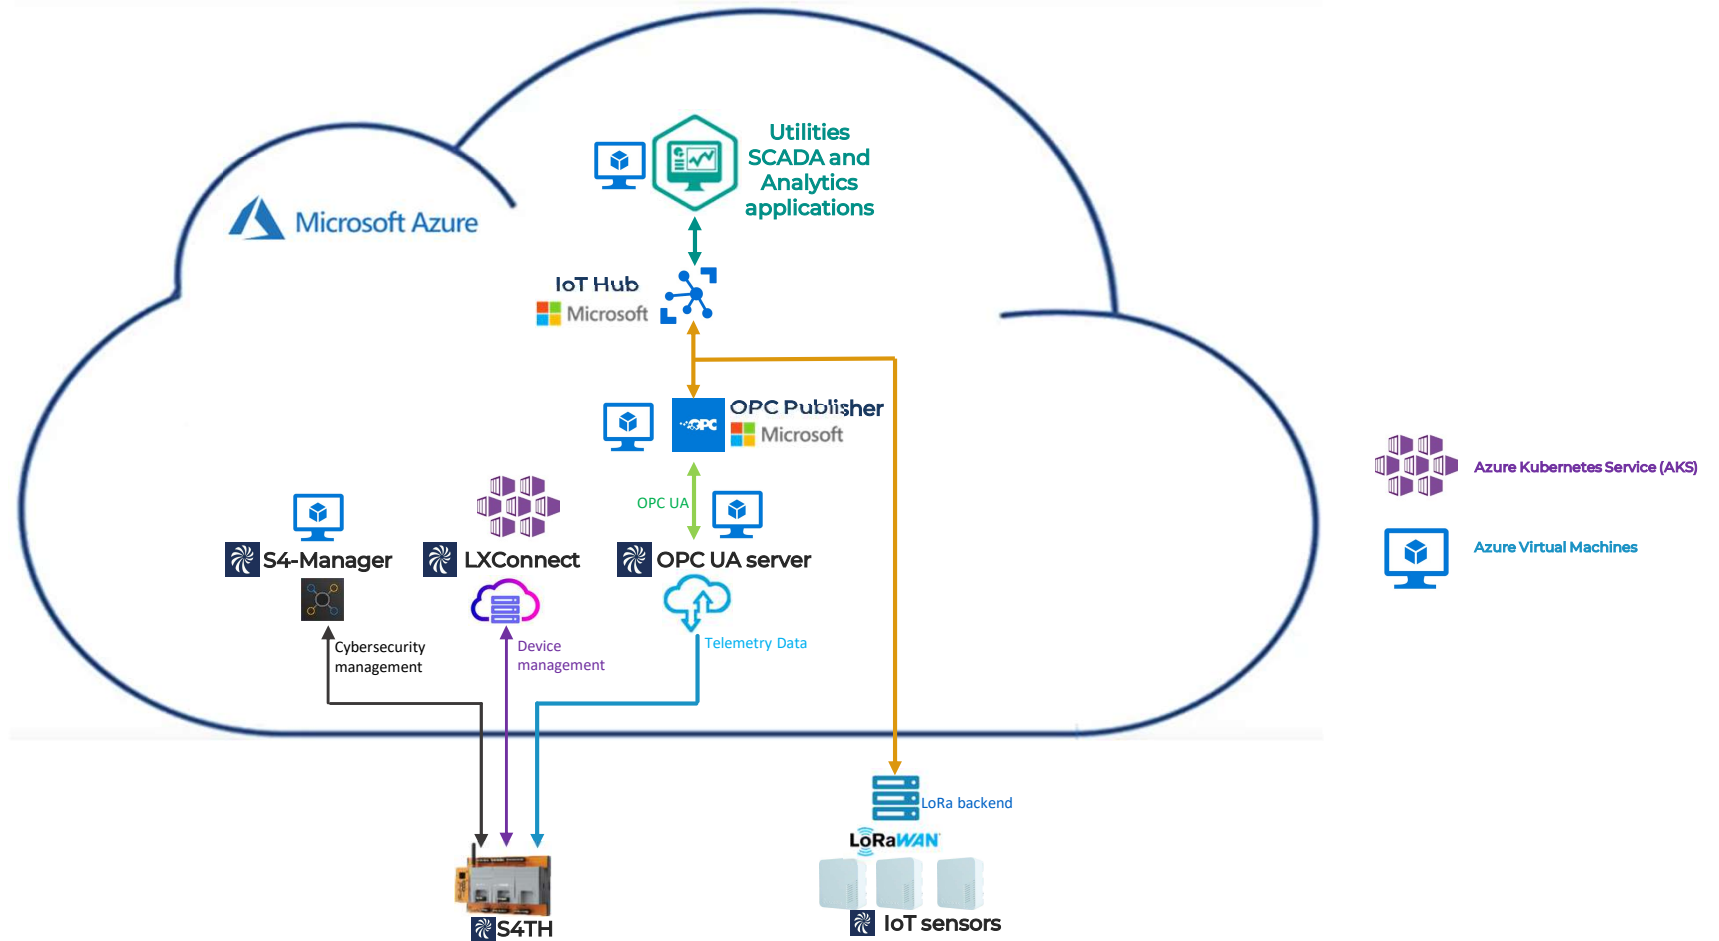 Utilities
SCADA and
Analytics
applications
Microsoft Azure
IoT Hub
Microsoft
OPC Publisher
OPC
Microsoft
Azure Kubernetes Service (AKS)
OPC UA
Azure Virtual Machines
S4-Manager
LXConnect
OPC UA server
Cybersecurity
management
Device
management
Telemetry Data
LoRa backend
LoRaWAN
S4TH
IoT sensors